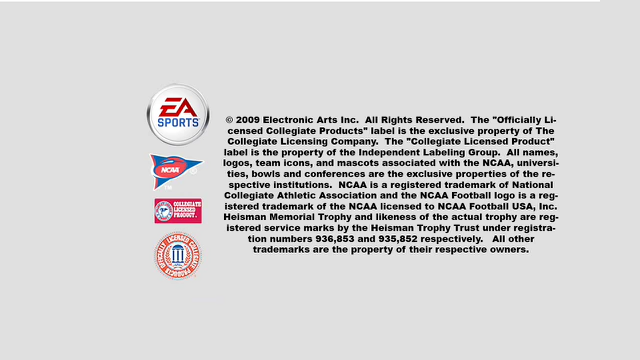 EA
SPORTS
NCAA
COLLEGIATE
LICENSED
PRODUCT
OFFICIALLY LICENSED COLLEGIATE PRODUCTS
© 2009 Electronic Arts Inc. All Rights Reserved. The "Officially Li-
censed Collegiate Products" label is the exclusive property of The
Collegiate Licensing Company. The "Collegiate Licensed Product"
label is the property of the Independent Labeling Group. All names,
logos, team icons, and mascots associated with the NCAA, universi-
ties, bowls and conferences are the exclusive properties of the re-
spective institutions. NCAA is a registered trademark of National
Collegiate Athletic Association and the NCAA Football logo is a reg-
istered trademark of the NCAA licensed to NCAA Football USA, Inc.
Heisman Memorial Trophy and likeness of the actual trophy are reg-
istered service marks by the Heisman Trophy Trust under registra-
tion numbers 936,853 and 935,852 respectively. All other
trademarks are the property of their respective owners.